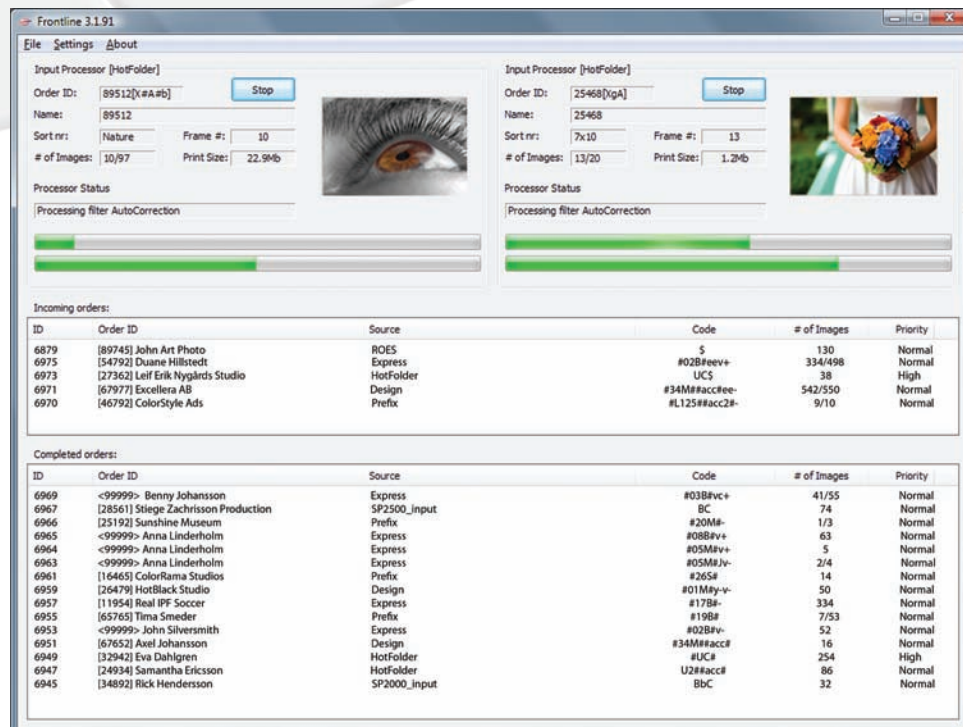 Frontline 3.1.91
File Settings About
Input Processor [HotFolder]
Order ID: 89512[X#A#b] Stop
Name: 89512
Sort nr: Nature Frame #: 10
# of Images: 10/97 Print Size: 22.9Mb
Processor Status
Processing filter AutoCorrection
Input Processor [HotFolder]
Order ID: 25468[XgA] Stop
Name: 25468
Sort nr: 7x10 Frame #: 13
# of Images: 13/20 Print Size: 1.2Mb
Processor Status
Processing filter AutoCorrection
Incoming orders:
ID Order ID Source Code # of Images Priority
6879 [89745] John Art Photo ROES $ 130 Normal
6975 [54792] Duane Hillstedt Express #02B#eev+ 334/498 Normal
6973 [27362] Leif Erik Nygårds Studio HotFolder UC$ 38 High
6971 [67977] Excellera AB Design #34M##acc#ee- 542/550 Normal
6970 [46792] ColorStyle Ads Prefix #L125##acc2#- 9/10 Normal
Completed orders:
ID Order ID Source Code # of Images Priority
6969 <99999> Benny Johansson Express #03B#vc+ 41/55 Normal
6967 [28561] Stiege Zachrisson Production SP2500_input BC 74 Normal
6966 [25192] Sunshine Museum Prefix #20M#- 1/3 Normal
6965 <99999> Anna Linderholm Express #08B#v+ 63 Normal
6964 <99999> Anna Linderholm Express #05M#v+ 5 Normal
6963 <99999> Anna Linderholm Express #05M#Jv- 2/4 Normal
6961 [16465] ColorRama Studios Prefix #26S# 14 Normal
6959 [26479] HotBlack Studio Design #01M#y-v- 50 Normal
6957 [11954] Real IPF Soccer Express #17B#- 334 Normal
6955 [65765] Tima Smeder Prefix #19B# 7/53 Normal
6953 <99999> John Silversmith Express #02B#v- 52 Normal
6951 [67652] Axel Johansson Design #34M##acc# 16 Normal
6949 [32942] Eva Dahlgren HotFolder #UC# 254 High
6947 [24934] Samantha Ericsson HotFolder U2##acc# 86 Normal
6945 [34892] Rick Hendersson SP2000_input BbC 32 Normal